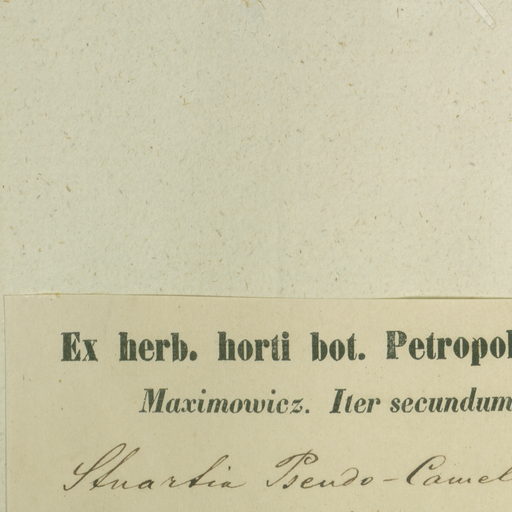 Ex herb. horti bot. Petropol
Maximowicz. Iter secundum
Stuartia Pseudo-Camel